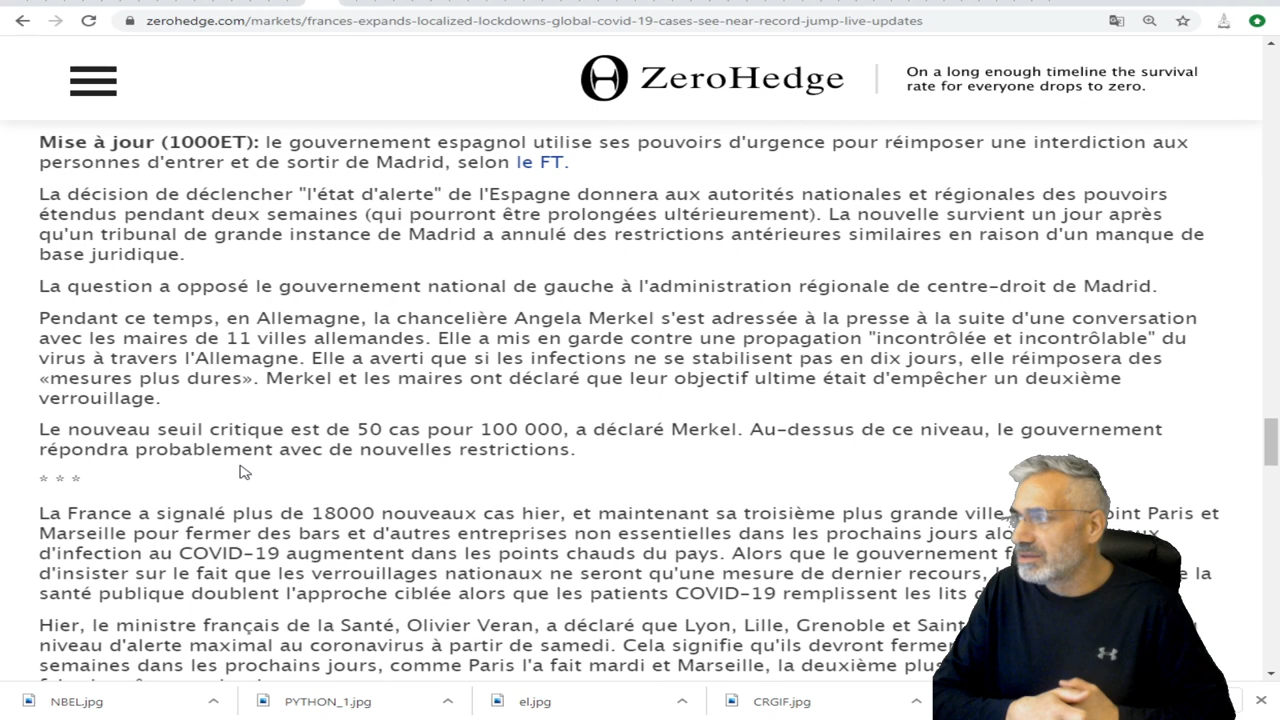 zerohedge.com/markets/frances-expands-localized-lockdowns-global-covid-19-cases-see-near-record-jump-live-updates
ZeroHedge
On a long enough timeline the survival
rate for everyone drops to zero.
Mise à jour (1000ET): le gouvernement espagnol utilise ses pouvoirs d'urgence pour réimposer une interdiction aux
personnes d'entrer et de sortir de Madrid, selon le FT.
La décision de déclencher "l'état d'alerte" de l'Espagne donnera aux autorités nationales et régionales des pouvoirs
étendus pendant deux semaines (qui pourront être prolongées ultérieurement). La nouvelle survient un jour après
qu'un tribunal de grande instance de Madrid a annulé des restrictions antérieures similaires en raison d'un manque de
base juridique.
La question a opposé le gouvernement national de gauche à l'administration régionale de centre-droit de Madrid.
Pendant ce temps, en Allemagne, la chancelière Angela Merkel s'est adressée à la presse à la suite d'une conversation
avec les maires de 11 villes allemandes. Elle a mis en garde contre une propagation "incontrôlée et incontrôlable" du
virus à travers l'Allemagne. Elle a averti que si les infections ne se stabilisent pas en dix jours, elle réimposera des
«mesures plus dures». Merkel et les maires ont déclaré que leur objectif ultime était d'empêcher un deuxième
verrouillage.
Le nouveau seuil critique est de 50 cas pour 100 000, a déclaré Merkel. Au-dessus de ce niveau, le gouvernement
répondra probablement avec de nouvelles restrictions.
* * *
La France a signalé plus de 18000 nouveaux cas hier, et maintenant sa troisième plus grande ville Paris et
Marseille pour fermer des bars et d'autres entreprises non essentielles dans les prochains jours
d'infection au COVID-19 augmentent dans les points chauds du pays. Alors que le gouvernement
d'insister sur le fait que les verrouillages nationaux ne seront qu'une mesure de dernier recours, la
santé publique doublent l'approche ciblée alors que les patients COVID-19 remplissent les lits
Hier, le ministre français de la Santé, Olivier Veran, a déclaré que Lyon, Lille, Grenoble et
niveau d'alerte maximal au coronavirus à partir de samedi. Cela signifie qu'ils devront
semaines dans les prochains jours, comme Paris l'a fait mardi et Marseille, la deuxième
NBEL.jpg
PYTHON_1.jpg
el.jpg
CRGIF.jpg